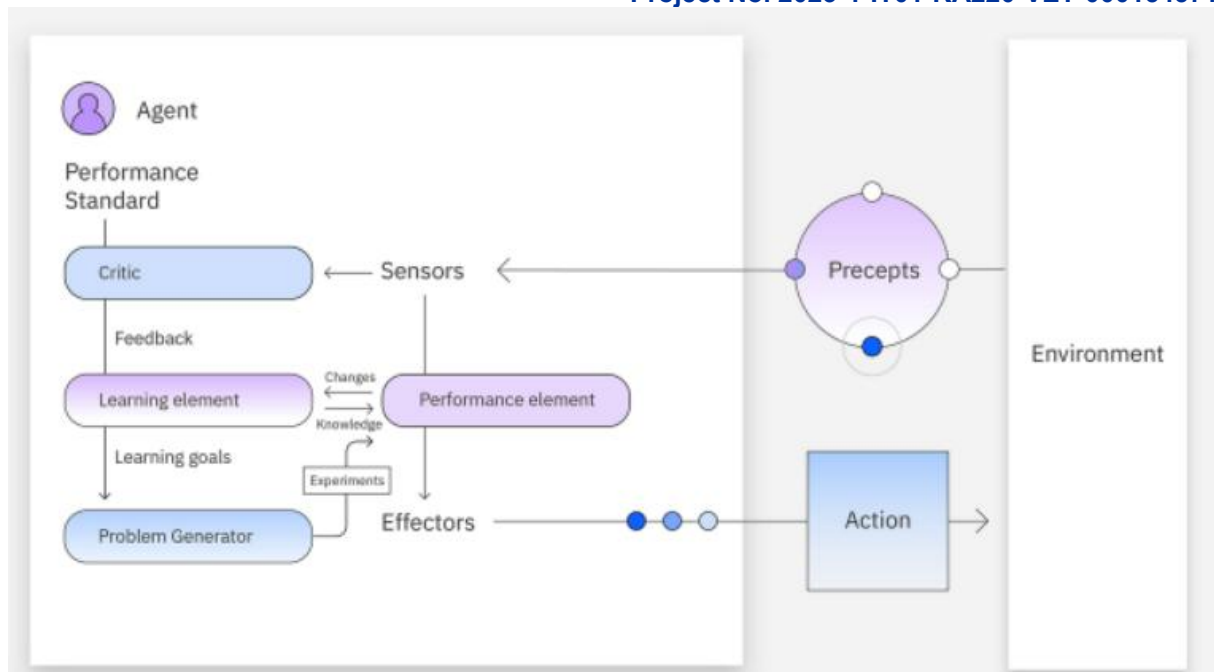 Agent
Performance
Standard
Critic
Sensors
Precepts
Environment
Feedback
Changes
Learning element
Performance element
Knowledge
Learning goals
Experiments
Problem Generator
Effectors
Action